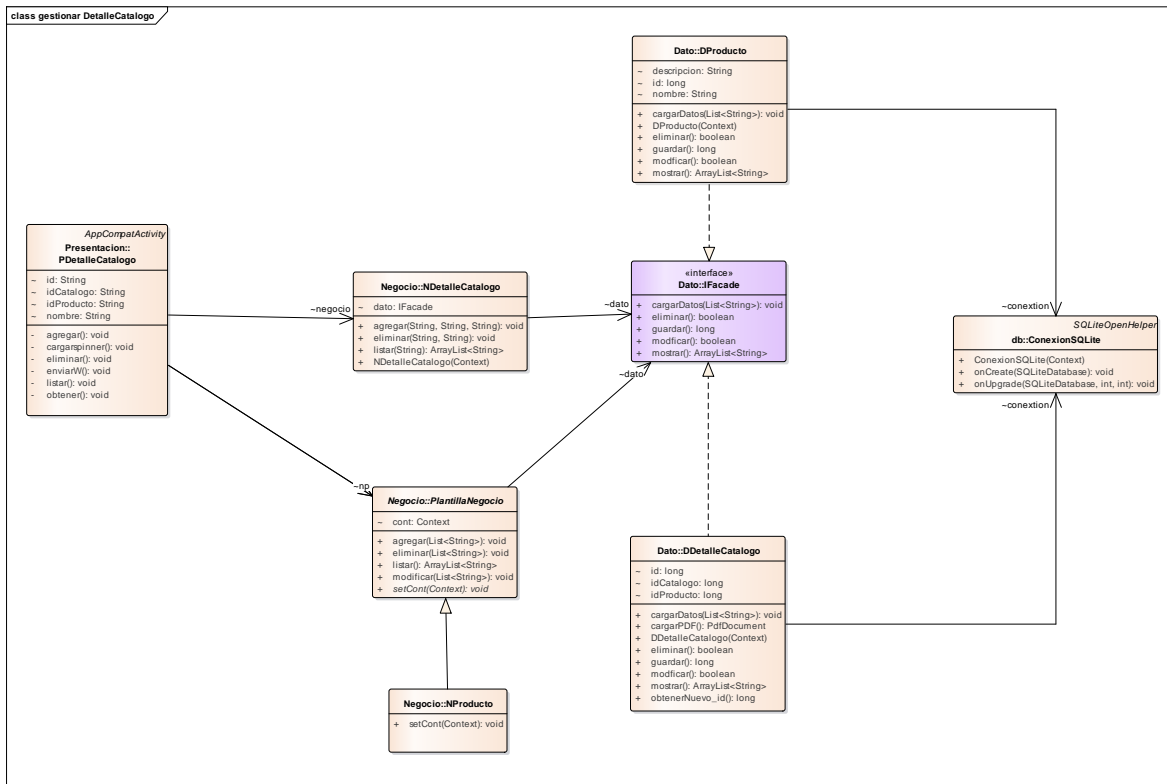 class gestionar DetalleCatalogo
Dato::DProducto
~ descripcion: String
~ id: long
~ nombre: String
+ cargarDatos(List<String>): void
+ DProducto(Context)
+ eliminar(): boolean
+ guardar(): long
+ modficar(): boolean
+ mostrar(): ArrayList<String>
AppCompatActivity
Presentacion::
PDetalleCatalogo
~ id: String
~ idCatalogo: String
~ idProducto: String
~ nombre: String
- agregar(): void
- cargarspinner(): void
- eliminar(): void
- enviarW(): void
- listar(): void
- obtener(): void
~negocio
Negocio::NDetalleCatalogo
~ dato: IFacade
+ agregar(String, String, String): void
+ eliminar(String, String): void
+ listar(String): ArrayList<String>
+ NDetalleCatalogo(Context)
~dato
«interface»
Dato::IFacade
+ cargarDatos(List<String>): void
+ eliminar(): boolean
+ guardar(): long
+ modficar(): boolean
+ mostrar(): ArrayList<String>
~dato
~conextion
SQLiteOpenHelper
db::ConexionSQLite
+ ConexionSQLite(Context)
+ onCreate(SQLiteDatabase): void
+ onUpgrade(SQLiteDatabase, int, int): void
~conextion
~np
Negocio::PlantillaNegocio
~ cont: Context
+ agregar(List<String>): void
+ eliminar(List<String>): void
+ listar(): ArrayList<String>
+ modificar(List<String>): void
+ setCont(Context): void
Dato::DDetalleCatalogo
~ id: long
~ idCatalogo: long
~ idProducto: long
+ cargarDatos(List<String>): void
+ cargarPDF(): PdfDocument
+ DDetalleCatalogo(Context)
+ eliminar(): boolean
+ guardar(): long
+ modficar(): boolean
+ mostrar(): ArrayList<String>
+ obtenerNuevo_id(): long
Negocio::NProducto
+ setCont(Context): void